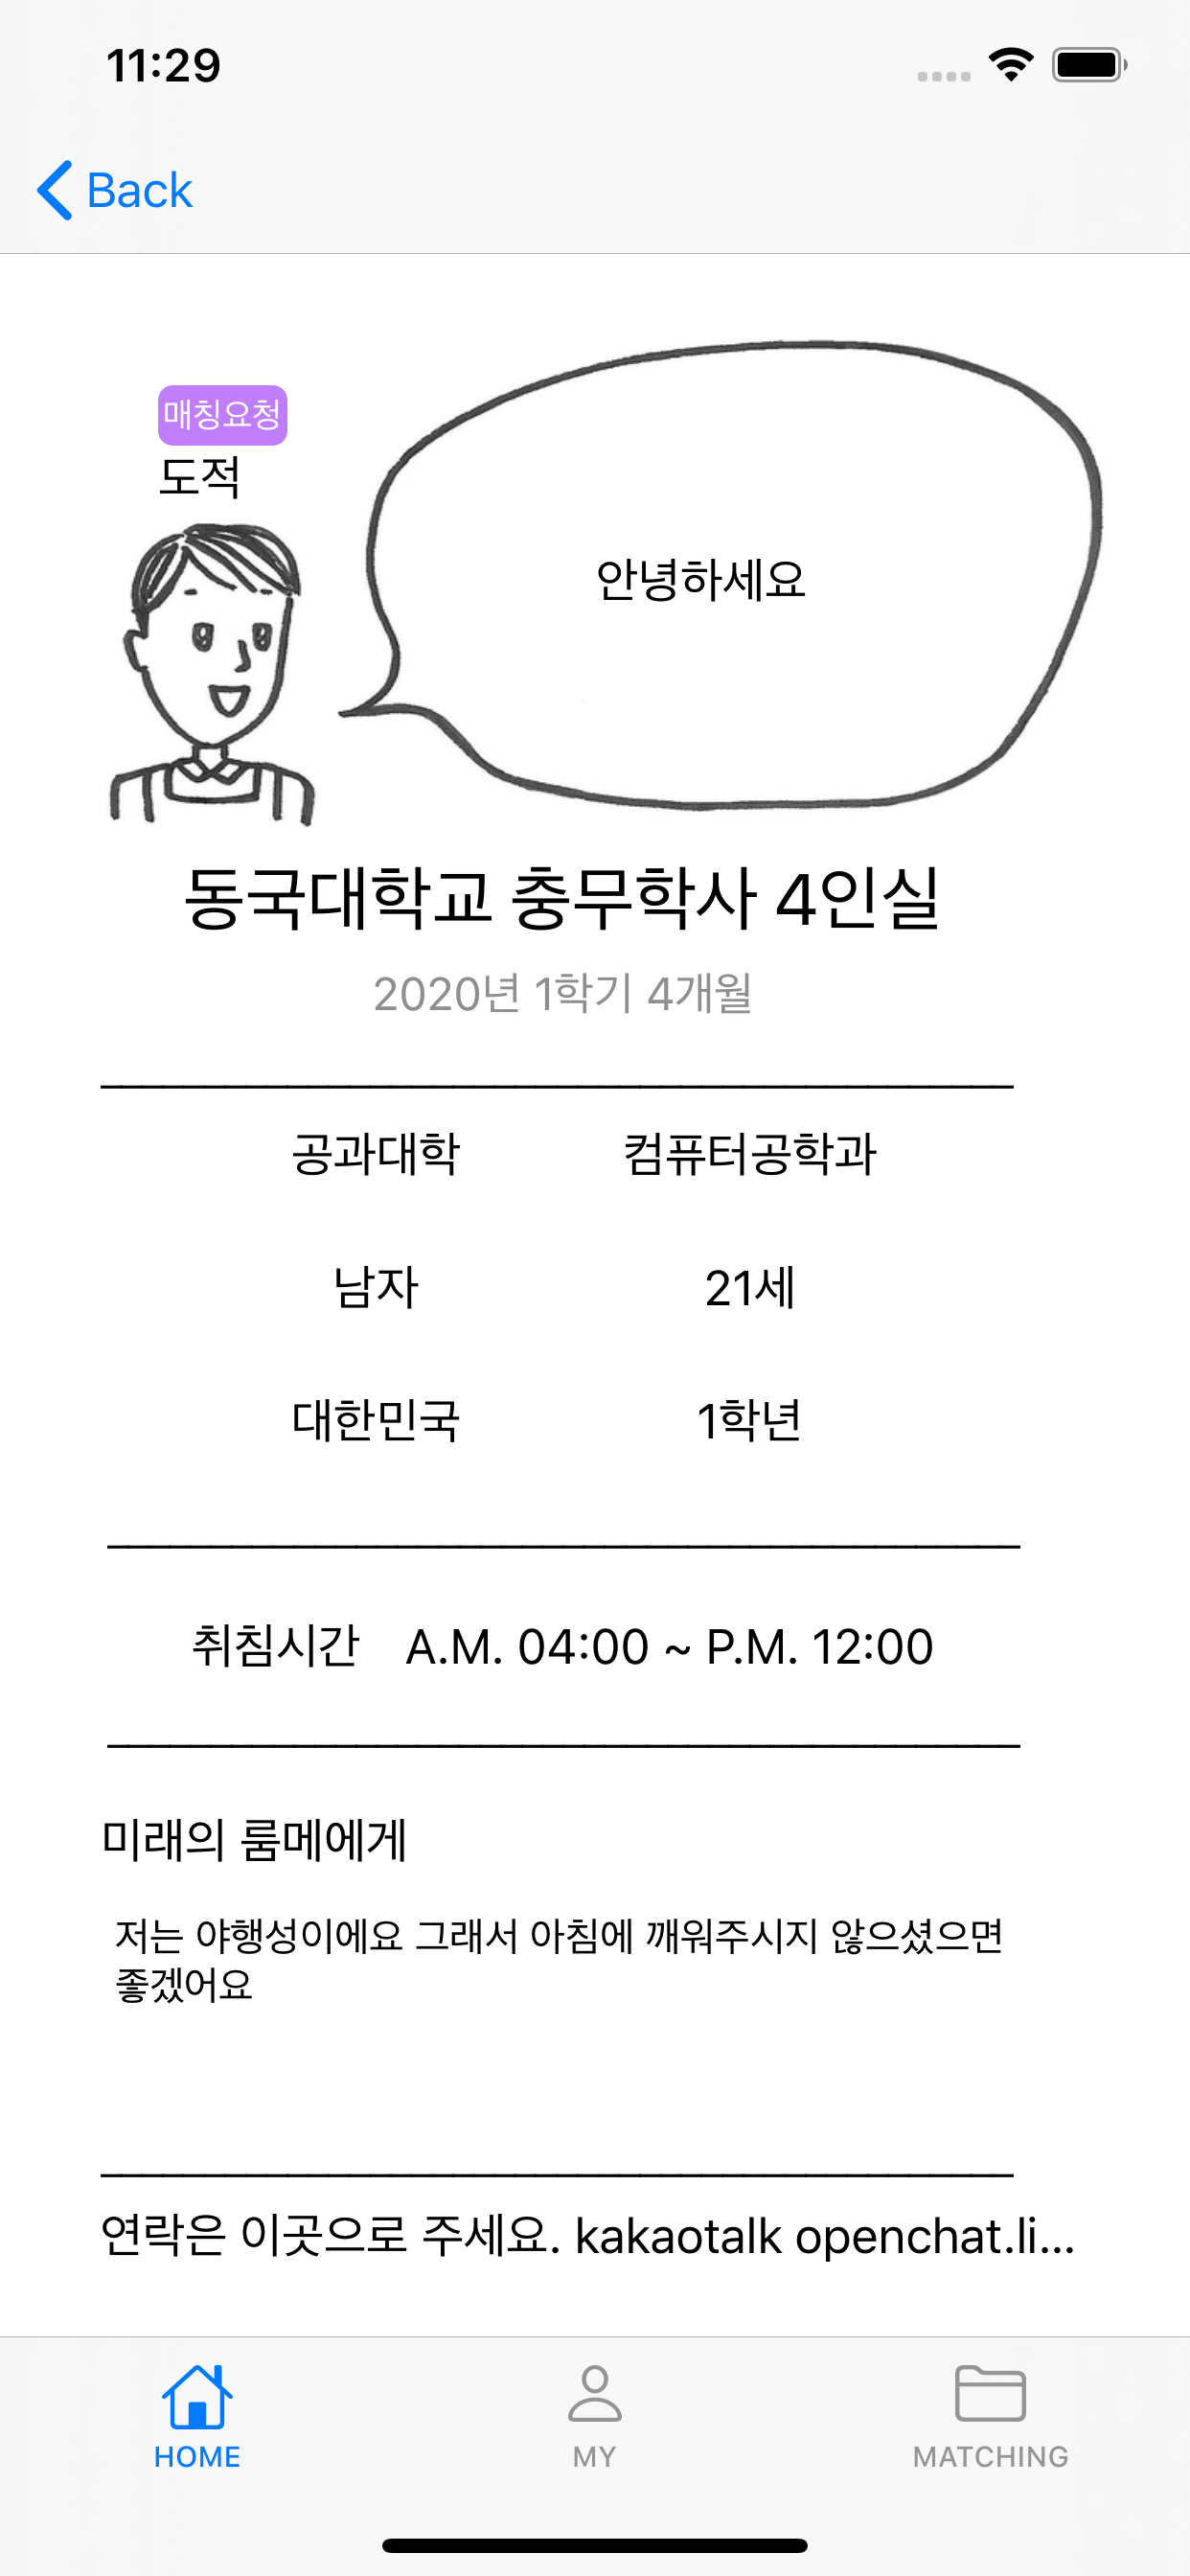 11:29
Back
매칭요청
도적
안녕하세요
동국대학교 충무학사 4인실
2020년 1학기 4개월
공과대학 컴퓨터공학과
남자 21세
대한민국 1학년
취침시간 A.M. 04:00 ~ P.M. 12:00
미래의 룸메에게
저는 야행성이에요 그래서 아침에 깨워주시지 않으셨으면
좋겠어요
연락은 이곳으로 주세요. kakaotalk openchat.li...
HOME MY MATCHING